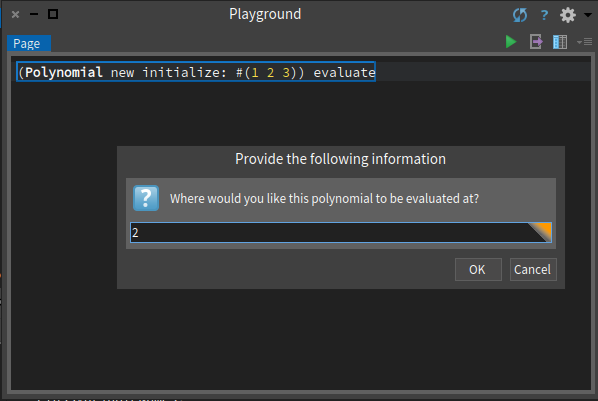 Playground
Page
(Polynomial new initialize: #(1 2 3)) evaluate
Provide the following information
Where would you like this polynomial to be evaluated at?
2
OK Cancel